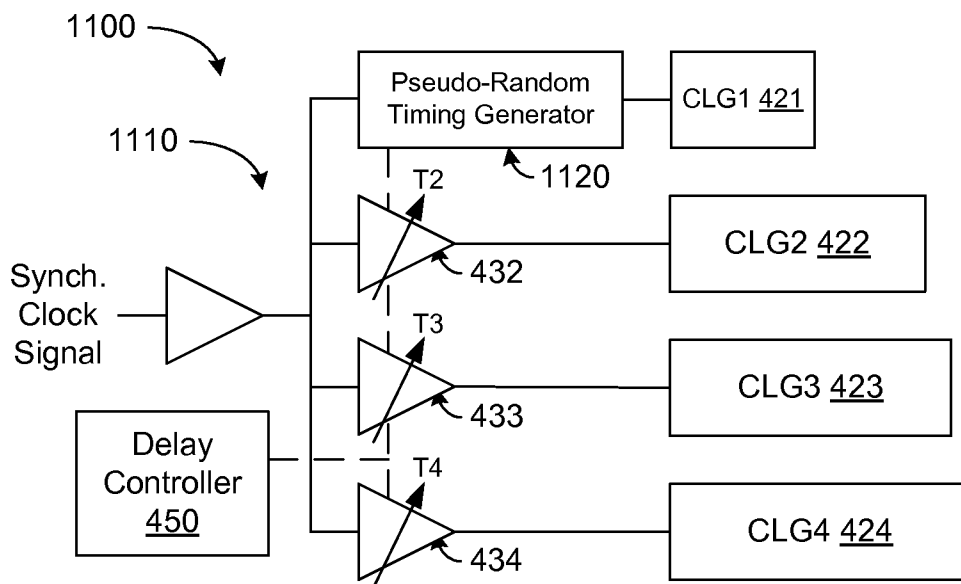 1100
Pseudo-Random
Timing Generator
CLG1 421
1110
1120
T2
CLG2 422
432
Synch.
Clock
Signal
T3
CLG3 423
433
Delay
Controller
450
T4
CLG4 424
434